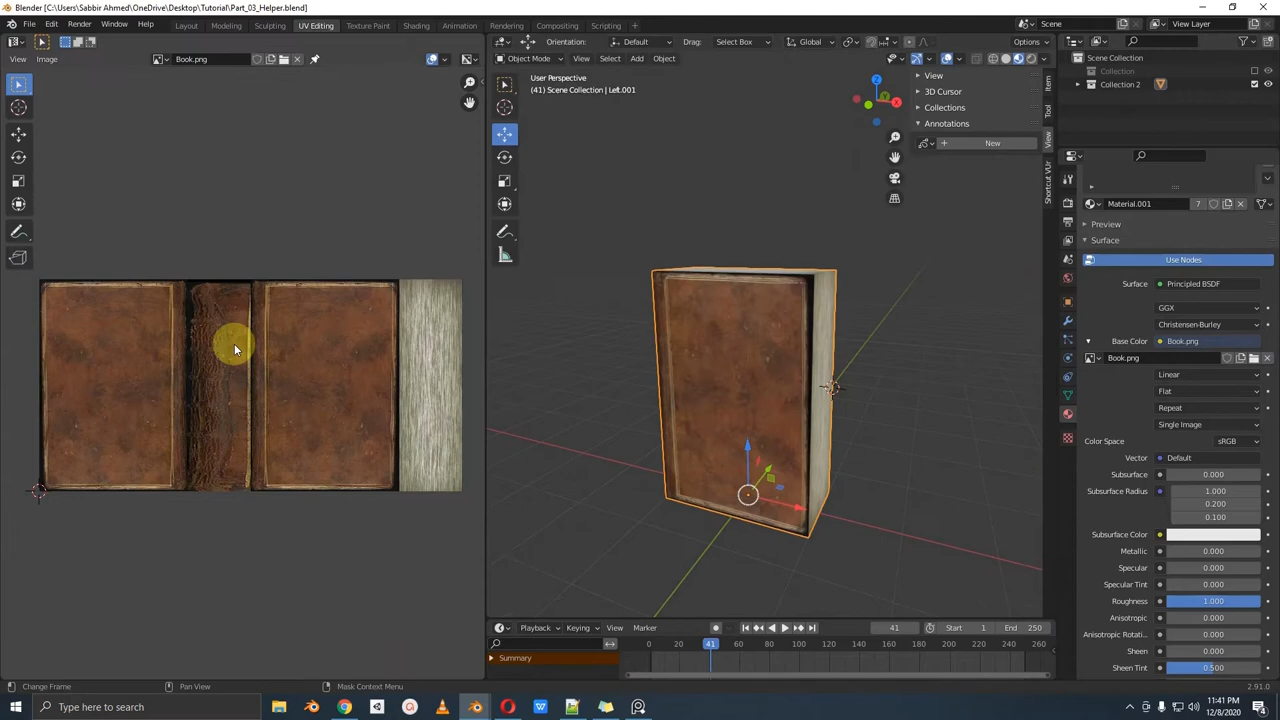 Blender [C:\Users\Sabbir Ahmed\OneDrive\Desktop\Tutorial\Part_03_Helper.blend]
File Edit Render Window Help Layout Modeling Sculpting UV Editing Texture Paint Shading Animation Rendering Compositing Scripting Scene View Layer
Orientation: Default Drag: Select Box Global Options
View Image Book.png Object Mode View Select Add Object
Scene Collection
Collection
Collection 2
User Perspective
(41) Scene Collection | Left.001
View
3D Cursor
Collections
Annotations
New
Item
Tool
View
Shortcut VUr
Material.001 7
Preview
Surface
Use Nodes
Surface: Principled BSDF
GGX
Christensen-Burley
Base Color Book.png
Book.png
Linear
Flat
Repeat
Single Image
Color Space sRGB
Vector Default
Subsurface 0.000
Subsurface Radius 1.000
0.200
0.100
Subsurface Color
Metallic 0.000
Specular 0.000
Specular Tint 0.000
Roughness 1.000
Anisotropic 0.000
Anisotropic Rotati... 0.000
Sheen 0.000
Sheen Tint 0.500
Playback Keying View Marker 41 Start 1 End 250
0 20 41 60 80 100 120 140 160 180 200 220 240 260
Summary
Change Frame Pan View Mask Context Menu 2.91.0
Type here to search
11:41 PM
12/8/2020